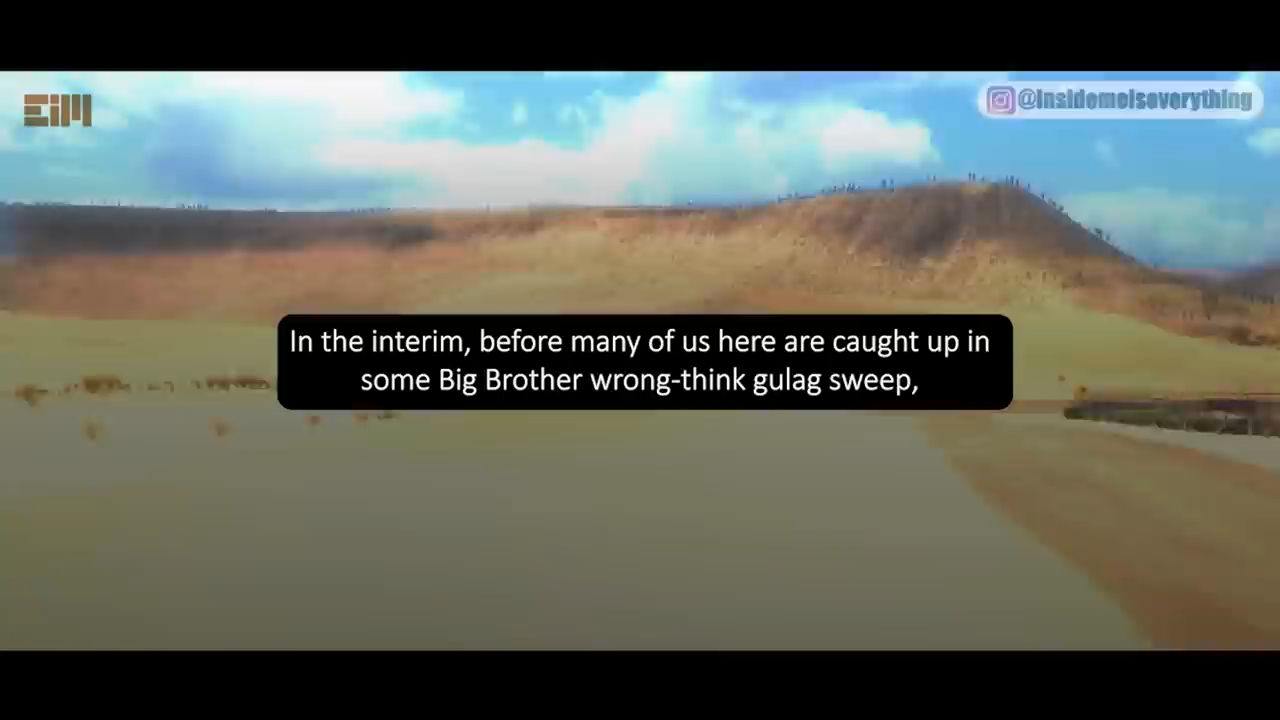 EiM
@Insidemeiseverything
In the interim, before many of us here are caught up in
some Big Brother wrong-think gulag sweep,